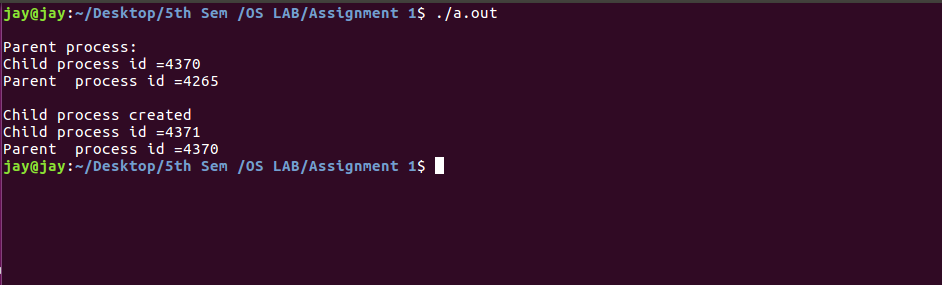 jay@jay:~/Desktop/5th Sem /OS LAB/Assignment 1$ ./a.out
Parent process:
Child process id =4370
Parent  process id =4265
Child process created
Child process id =4371
Parent  process id =4370
jay@jay:~/Desktop/5th Sem /OS LAB/Assignment 1$